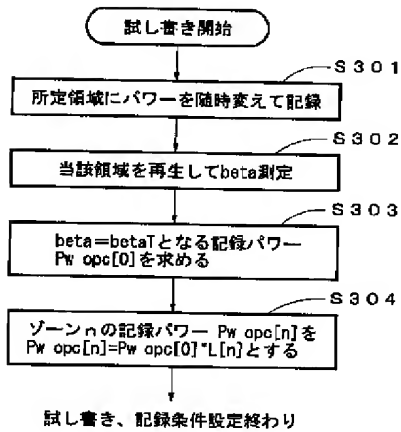 試し書き開始
S301
所定領域にパワーを随時変えて記録
S302
当該領域を再生してbeta測定
S303
beta=betaTとなる記録パワー
Pw opc[0]を求める
S304
ゾーンnの記録パワー Pw opc[n]を
Pw opc[n]=Pw opc[0]*L[n]とする
試し書き、記録条件設定終わり